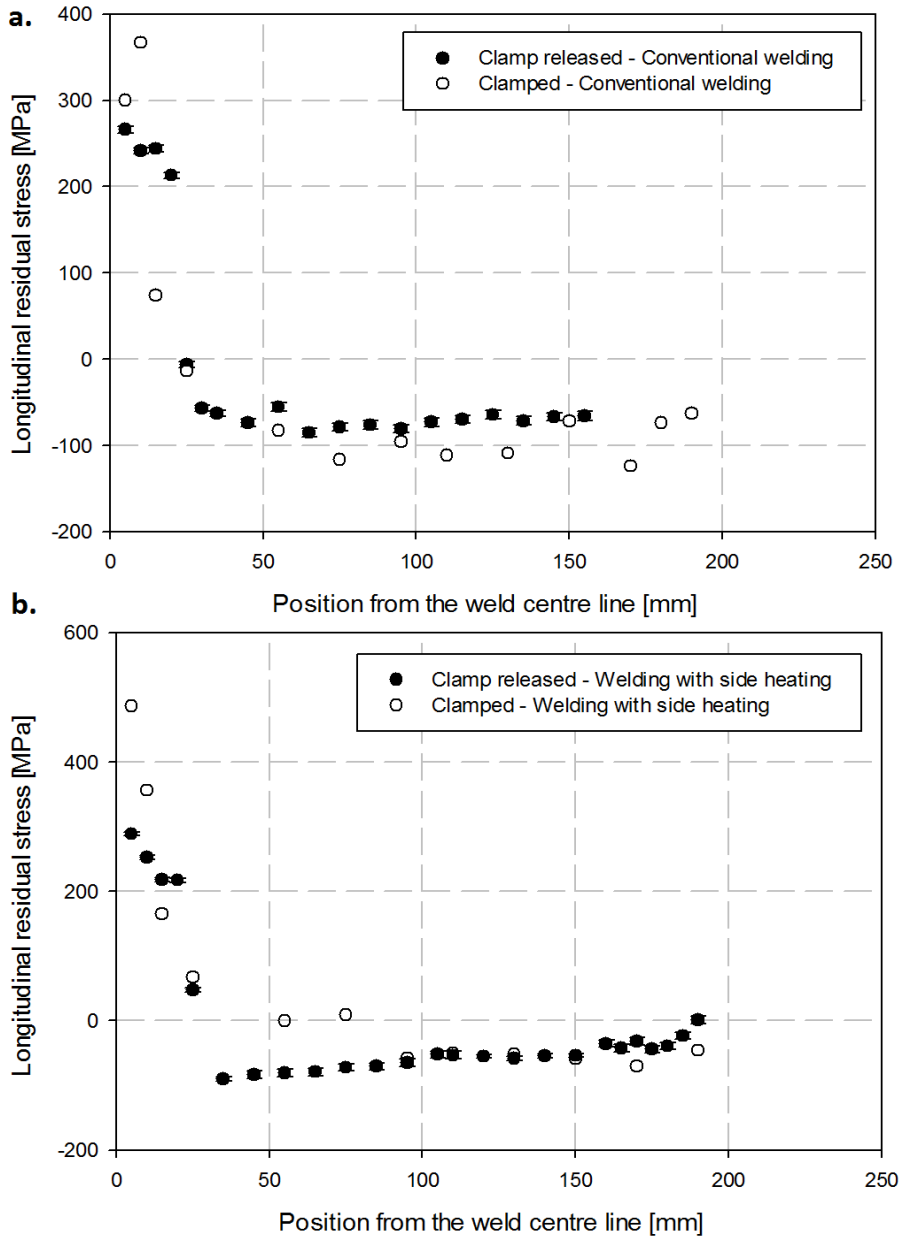 a.
400
300
200
100
0
-100
-200
Longitudinal residual stress [MPa]
Clamp released - Conventional welding
Clamped - Conventional welding
0 50 100 150 200 250
Position from the weld centre line [mm]
b.
600
400
200
0
-200
Longitudinal residual stress [MPa]
Clamp released - Welding with side heating
Clamped - Welding with side heating
0 50 100 150 200 250
Position from the weld centre line [mm]